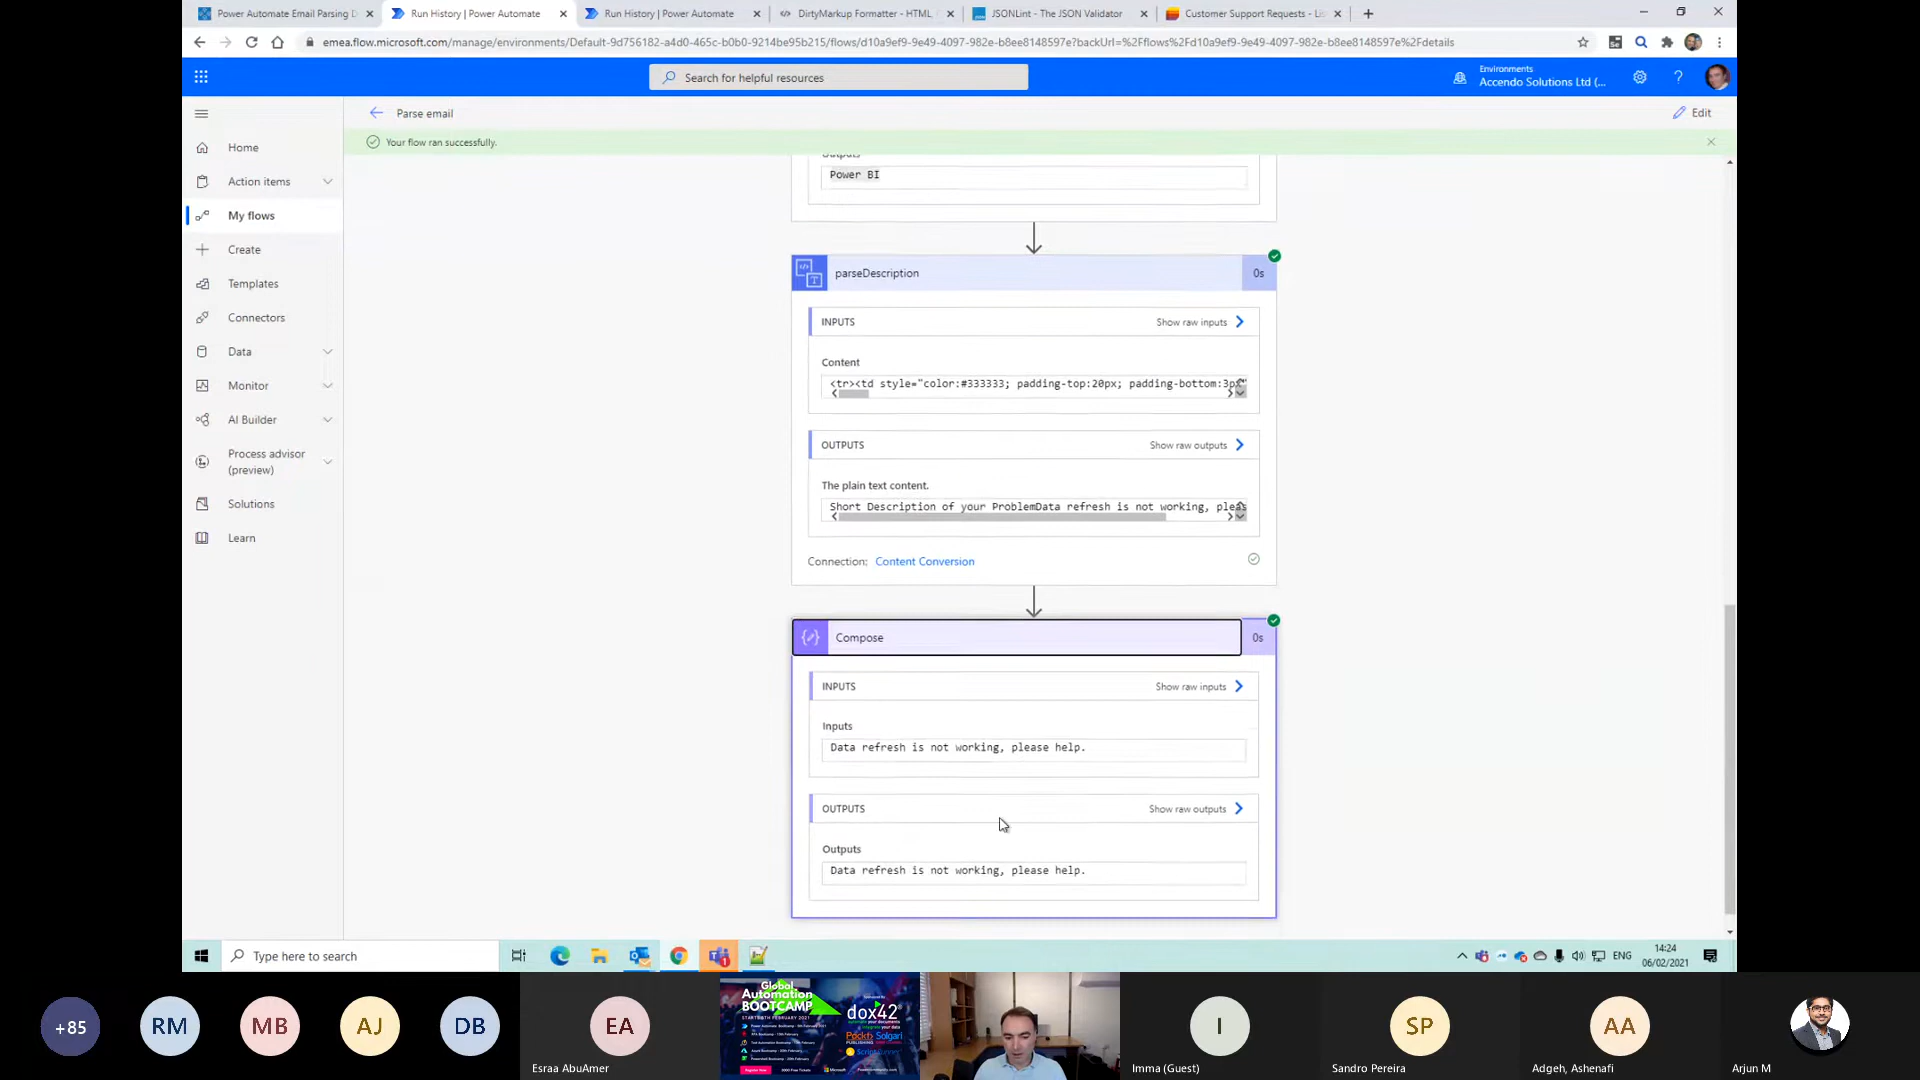 Power Automate Email Parsing D
Run History | Power Automate
Run History | Power Automate
DirtyMarkup Formatter - HTML,
JSONLint - The JSON Validator
Customer Support Requests - Li
emea.flow.microsoft.com/manage/environments/Default-9d756182-a4d0-465c-b0b0-9214be95b215/flows/d10a9ef9-9e49-4097-982e-b8ee8148597e?backUrl=%2Fflows%2Fd10a9ef9-9e49-4097-982e-b8ee8148597e%2Fdetails
Search for helpful resources
Environments
Accendo Solutions Ltd (...
?
Parse email
Edit
Your flow ran successfully.
Home
Action items
My flows
Create
Templates
Connectors
Data
Monitor
AI Builder
Process advisor
(preview)
Solutions
Learn
Outputs
Power BI
parseDescription
0s
INPUTS
Show raw inputs
Content
<tr><td style="color:#333333; padding-top:20px; padding-bottom:3px
OUTPUTS
Show raw outputs
The plain text content.
Short Description of your ProblemData refresh is not working, pleas
Connection: Content Conversion
Compose
0s
INPUTS
Show raw inputs
Inputs
Data refresh is not working, please help.
OUTPUTS
Show raw outputs
Outputs
Data refresh is not working, please help.
Type here to search
ENG
14:24
06/02/2021
+85
RM
MB
AJ
DB
EA
Esraa AbuAmer
Global
Automation
BOOTCAMP
dox42
I
Imma (Guest)
SP
Sandro Pereira
AA
Adgeh, Ashenafi
Arjun M